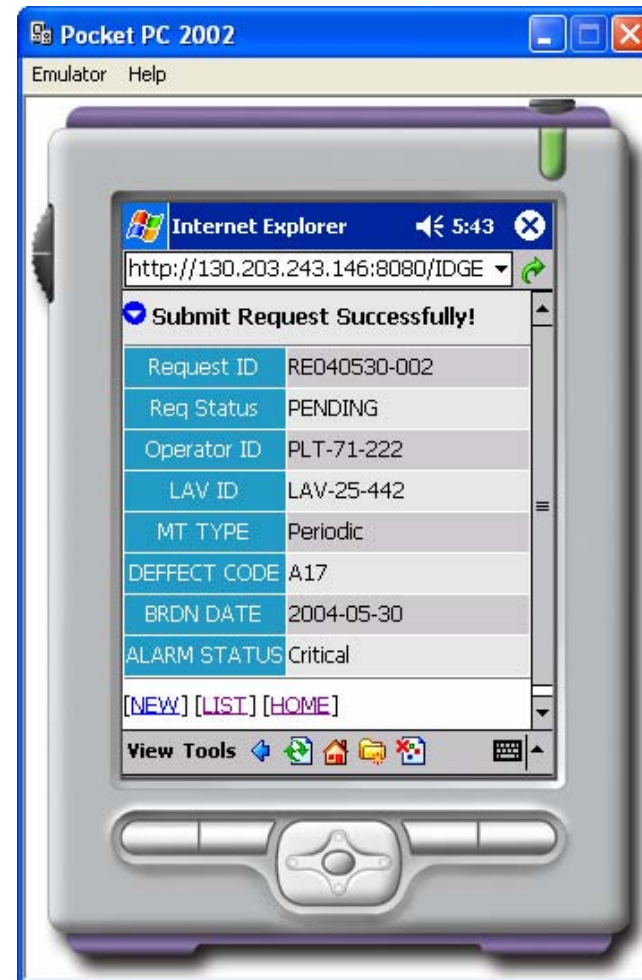 Pocket PC 2002
Emulator Help
Internet Explorer 5:43
http://130.203.243.146:8080/IDGE
Submit Request Successfully!
Request ID RE040530-002
Req Status PENDING
Operator ID PLT-71-222
LAV ID LAV-25-442
MT TYPE Periodic
DEFFECT CODE A17
BRDN DATE 2004-05-30
ALARM STATUS Critical
[NEW] [LIST] [HOME]
View Tools